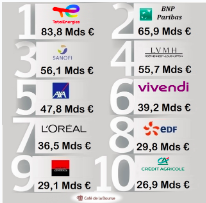 1
TotalEnergies
83,8 Mds €
2
BNP
Paribas
65,9 Mds €
3
SANOFI
56,1 Mds €
4
LVMH
55,7 Mds €
5
AXA
47,8 Mds €
6
vivendi
39,2 Mds €
7
L'ORÉAL
36,5 Mds €
8
EDF
29,8 Mds €
9
29,1 Mds €
10
CRÉDIT AGRICOLE
26,9 Mds €
Café de la Bourse